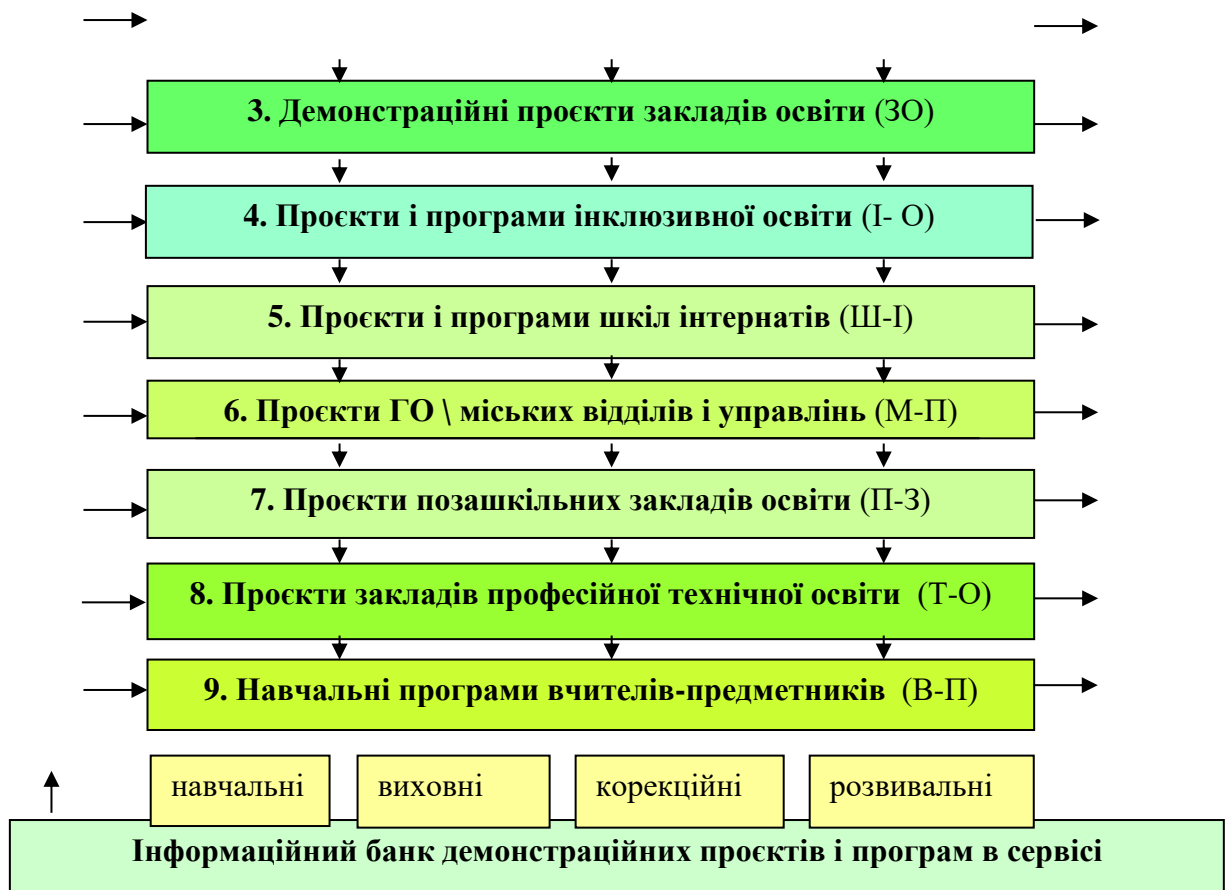 3. Демонстраційні проєкти закладів освіти (ЗО)
4. Проєкти і програми інклюзивної освіти (І- О)
5. Проєкти і програми шкіл інтернатів (Ш-І)
6. Проєкти ГО \ міських відділів і управлінь (М-П)
7. Проєкти позашкільних закладів освіти (П-З)
8. Проєкти закладів професійної технічної освіти (Т-О)
9. Навчальні програми вчителів-предметників (В-П)
навчальні виховні корекційні розвивальні
Інформаційний банк демонстраційних проєктів і програм в сервісі